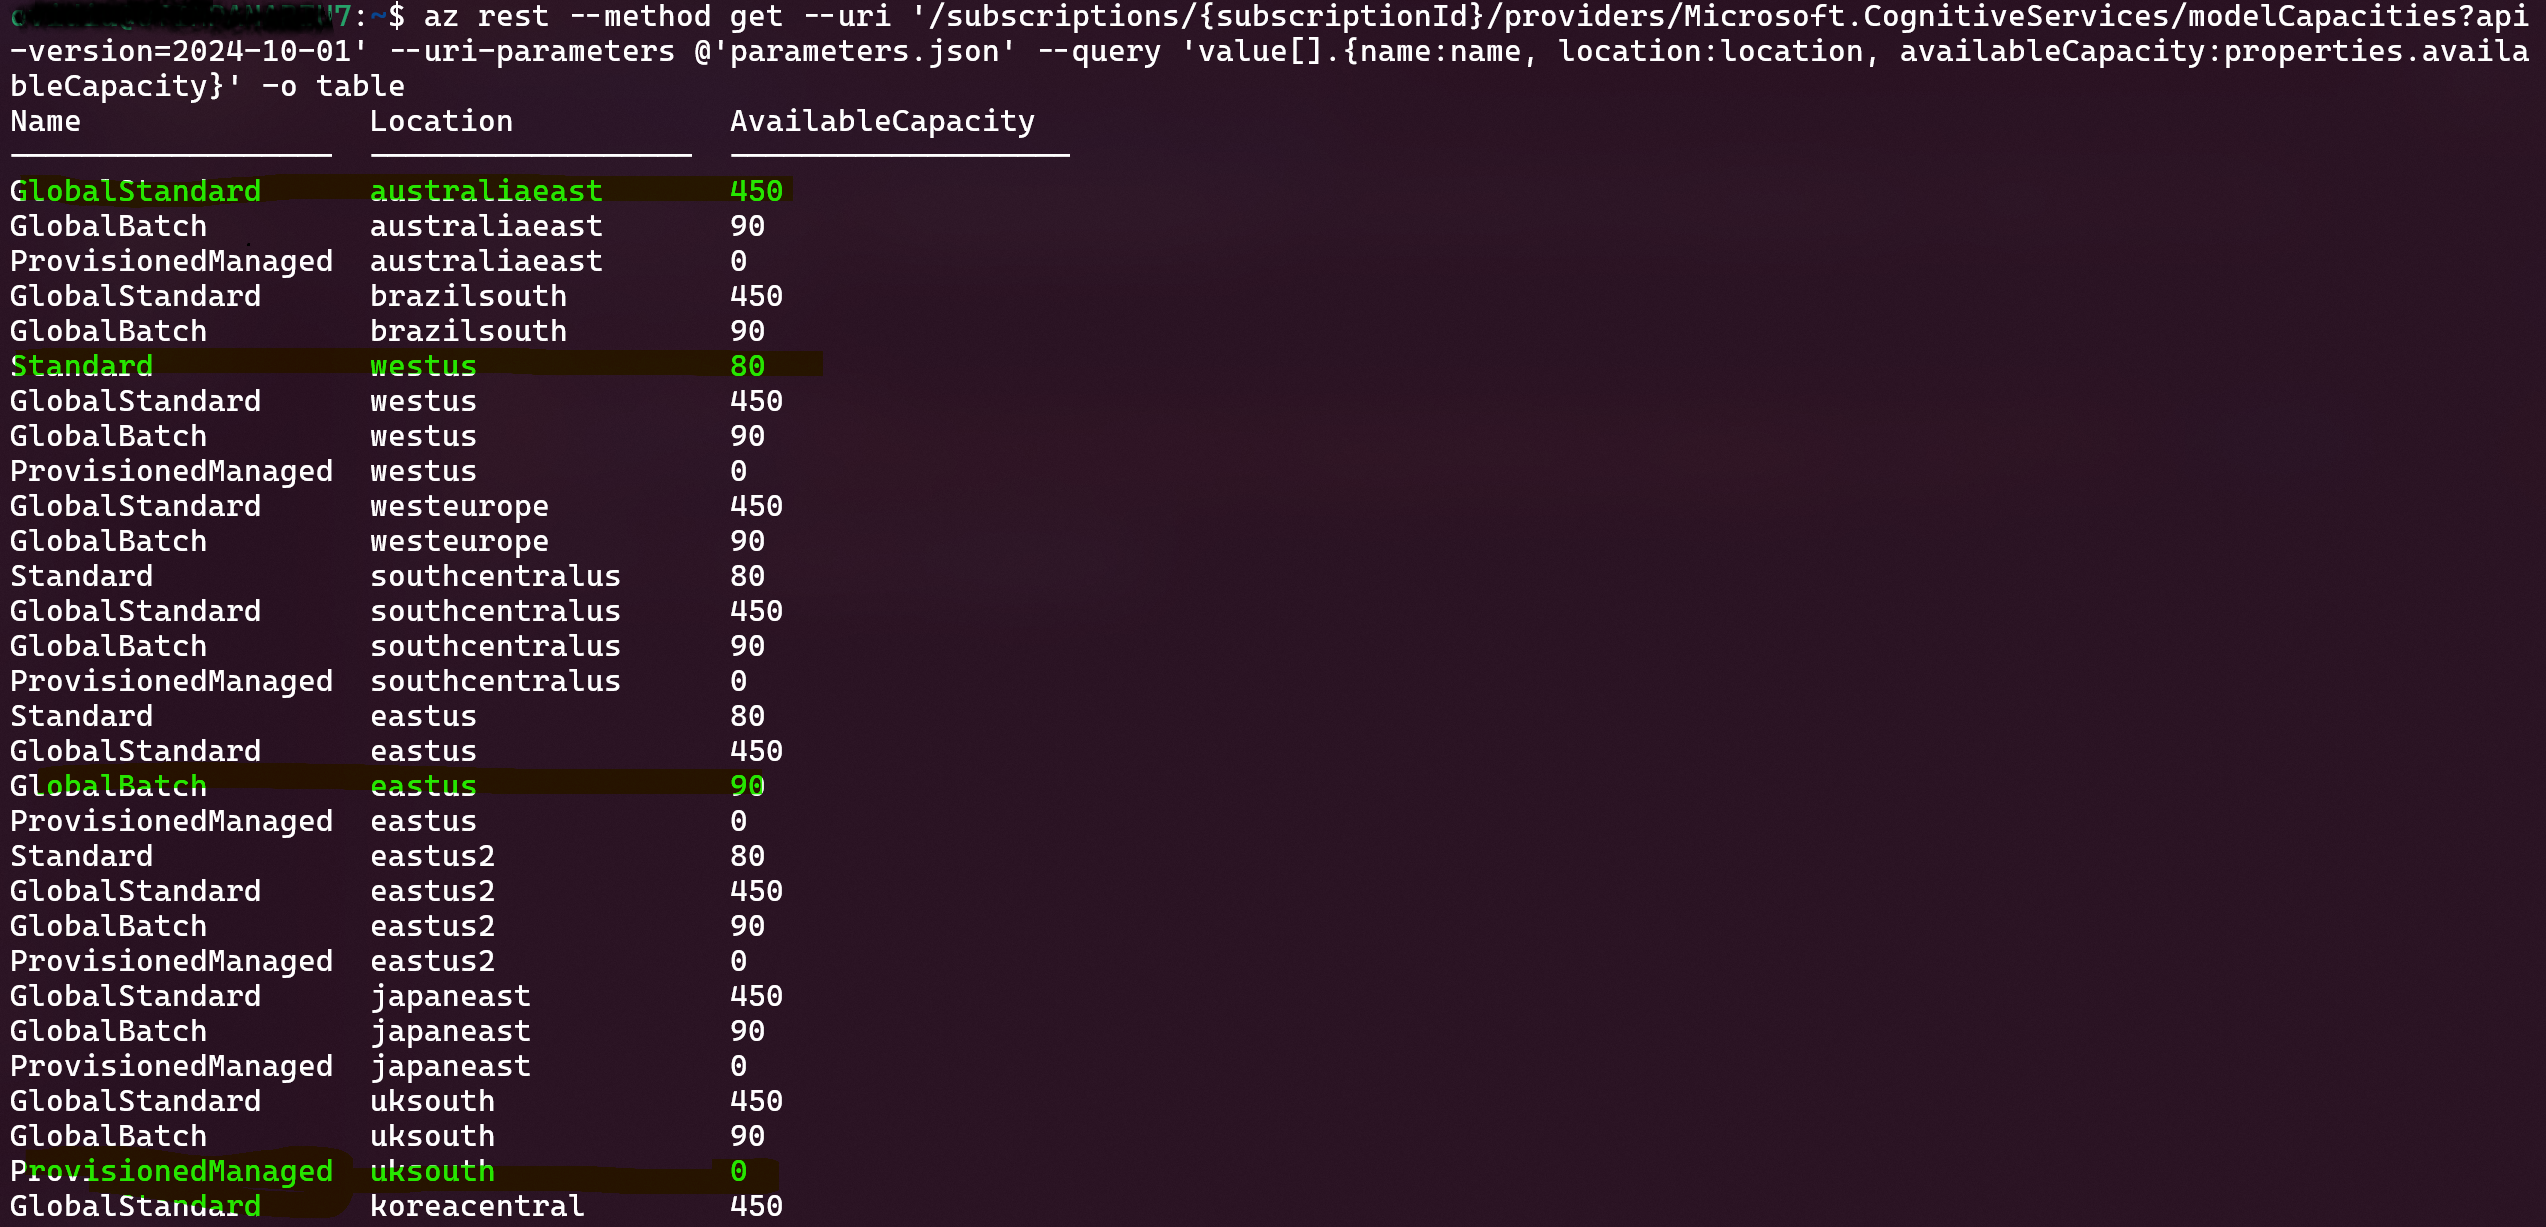 7:~$ az rest --method get --uri '/subscriptions/{subscriptionId}/providers/Microsoft.CognitiveServices/modelCapacities?api
-version=2024-10-01' --uri-parameters @'parameters.json' --query 'value[].{name:name, location:location, availableCapacity:properties.availa
bleCapacity}' -o table
Name Location AvailableCapacity
GlobalStandard australiaeast 450
GlobalBatch australiaeast 90
ProvisionedManaged australiaeast 0
GlobalStandard brazilsouth 450
GlobalBatch brazilsouth 90
Standard westus 80
GlobalStandard westus 450
GlobalBatch westus 90
ProvisionedManaged westus 0
GlobalStandard westeurope 450
GlobalBatch westeurope 90
Standard southcentralus 80
GlobalStandard southcentralus 450
GlobalBatch southcentralus 90
ProvisionedManaged southcentralus 0
Standard eastus 80
GlobalStandard eastus 450
GlobalBatch eastus 90
ProvisionedManaged eastus 0
Standard eastus2 80
GlobalStandard eastus2 450
GlobalBatch eastus2 90
ProvisionedManaged eastus2 0
GlobalStandard japaneast 450
GlobalBatch japaneast 90
ProvisionedManaged japaneast 0
GlobalStandard uksouth 450
GlobalBatch uksouth 90
ProvisionedManaged uksouth 0
GlobalStandard koreacentral 450